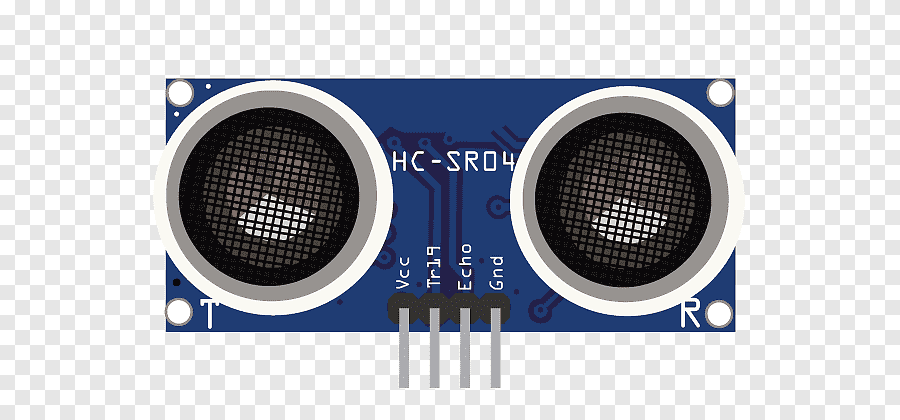 HC-SR04
Vcc
Trig
Echo
Gnd
T
R